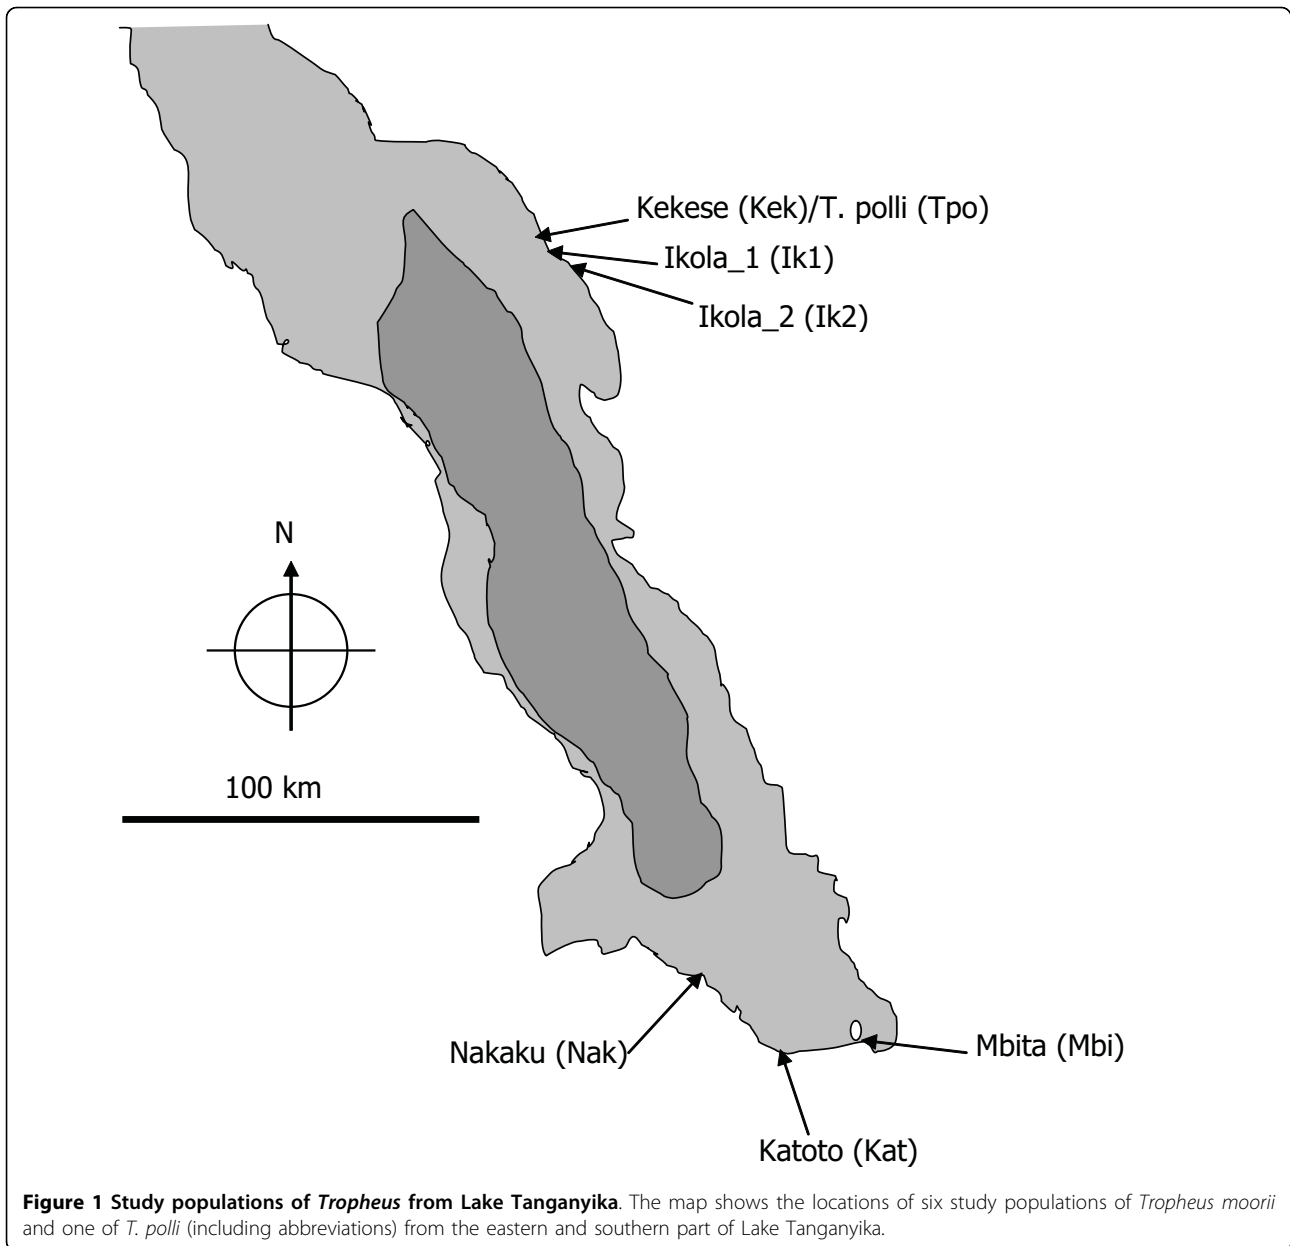 Kekese (Kek)/T. polli (Tpo)
Ikola_1 (Ik1)
Ikola_2 (Ik2)
N
100 km
Nakaku (Nak)
Mbita (Mbi)
Katoto (Kat)
Figure 1 Study populations of Tropheus from Lake Tanganyika. The map shows the locations of six study populations of Tropheus moorii
and one of T. polli (including abbreviations) from the eastern and southern part of Lake Tanganyika.